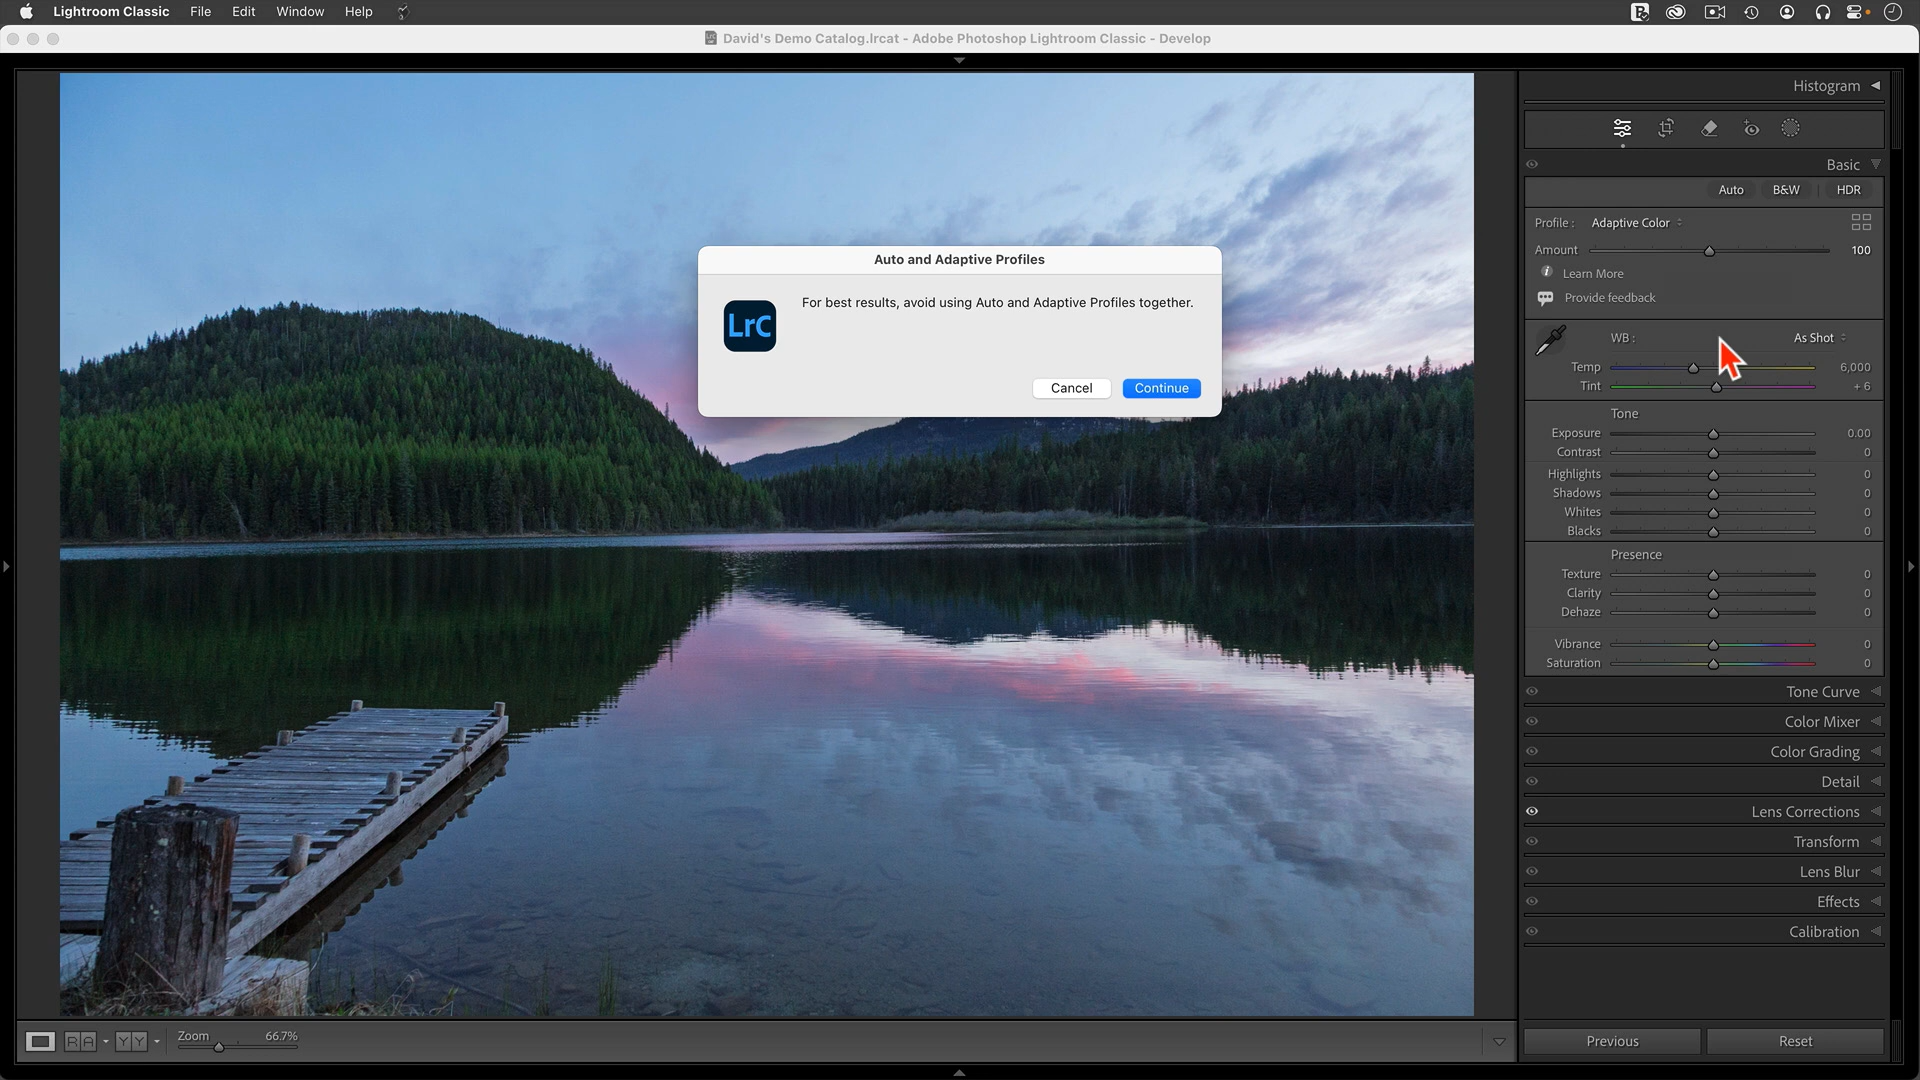 Lightroom Classic File Edit Window Help
David's Demo Catalog.lrcat - Adobe Photoshop Lightroom Classic - Develop
Histogram
Basic
Auto B&W HDR
Profile : Adaptive Color
Amount 100
Learn More
Provide feedback
Auto and Adaptive Profiles
LrC
For best results, avoid using Auto and Adaptive Profiles together.
Cancel Continue
WB : As Shot
Temp 6,000
Tint + 6
Tone
Exposure 0.00
Contrast 0
Highlights 0
Shadows 0
Whites 0
Blacks 0
Presence
Texture 0
Clarity 0
Dehaze 0
Vibrance 0
Saturation 0
Tone Curve
Color Mixer
Color Grading
Detail
Lens Corrections
Transform
Lens Blur
Effects
Calibration
R A Y Y Zoom 66.7%
Previous Reset